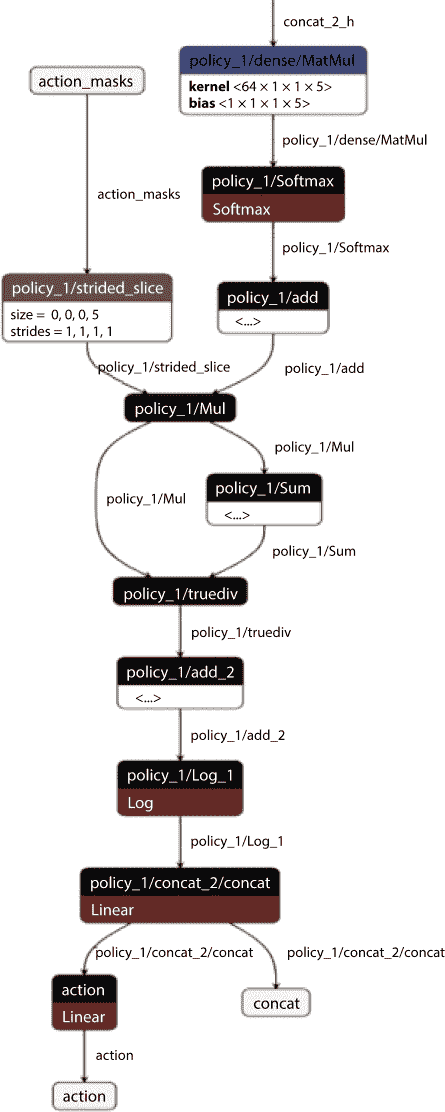 concat_2_h
policy_1/dense/MatMul
kernel <64 × 1 × 1 × 5>
bias <1 × 1 × 1 × 5>
action_masks
policy_1/dense/MatMul
action_masks
policy_1/Softmax
Softmax
policy_1/Softmax
policy_1/strided_slice
size = 0, 0, 0, 5
strides = 1, 1, 1, 1
policy_1/add
<...>
policy_1/strided_slice
policy_1/add
policy_1/Mul
policy_1/Mul
policy_1/Mul
policy_1/Sum
<...>
policy_1/Sum
policy_1/truediv
policy_1/truediv
policy_1/add_2
<...>
policy_1/add_2
policy_1/Log_1
Log
policy_1/Log_1
policy_1/concat_2/concat
Linear
policy_1/concat_2/concat
policy_1/concat_2/concat
action
Linear
concat
action
action